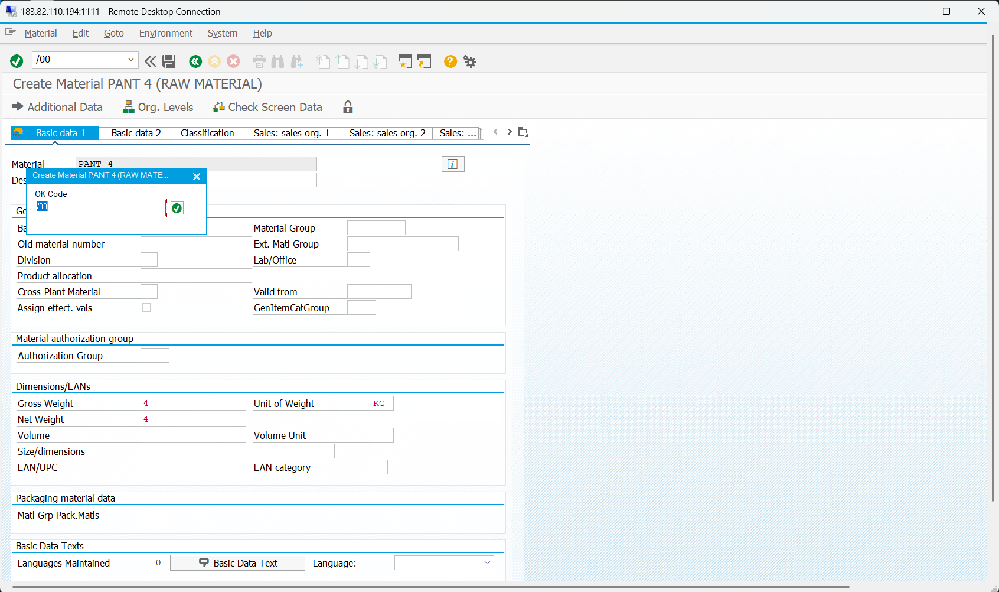 183.82.110.194:1111 - Remote Desktop Connection
Material Edit Goto Environment System Help
/00
Create Material PANT 4 (RAW MATERIAL)
Additional Data Org. Levels Check Screen Data
Basic data 1 Basic data 2 Classification Sales: sales org. 1 Sales: sales org. 2 Sales: ...
Material PANT 4
Des
Create Material PANT 4 (RAW MATE...
OK-Code
/00
Ge
Ba Material Group
Old material number Ext. Matl Group
Division Lab/Office
Product allocation
Cross-Plant Material Valid from
Assign effect. vals GenItemCatGroup
Material authorization group
Authorization Group
Dimensions/EANs
Gross Weight 4 Unit of Weight KG
Net Weight 4
Volume Volume Unit
Size/dimensions
EAN/UPC EAN category
Packaging material data
Matl Grp Pack.Matls
Basic Data Texts
Languages Maintained 0 Basic Data Text Language: